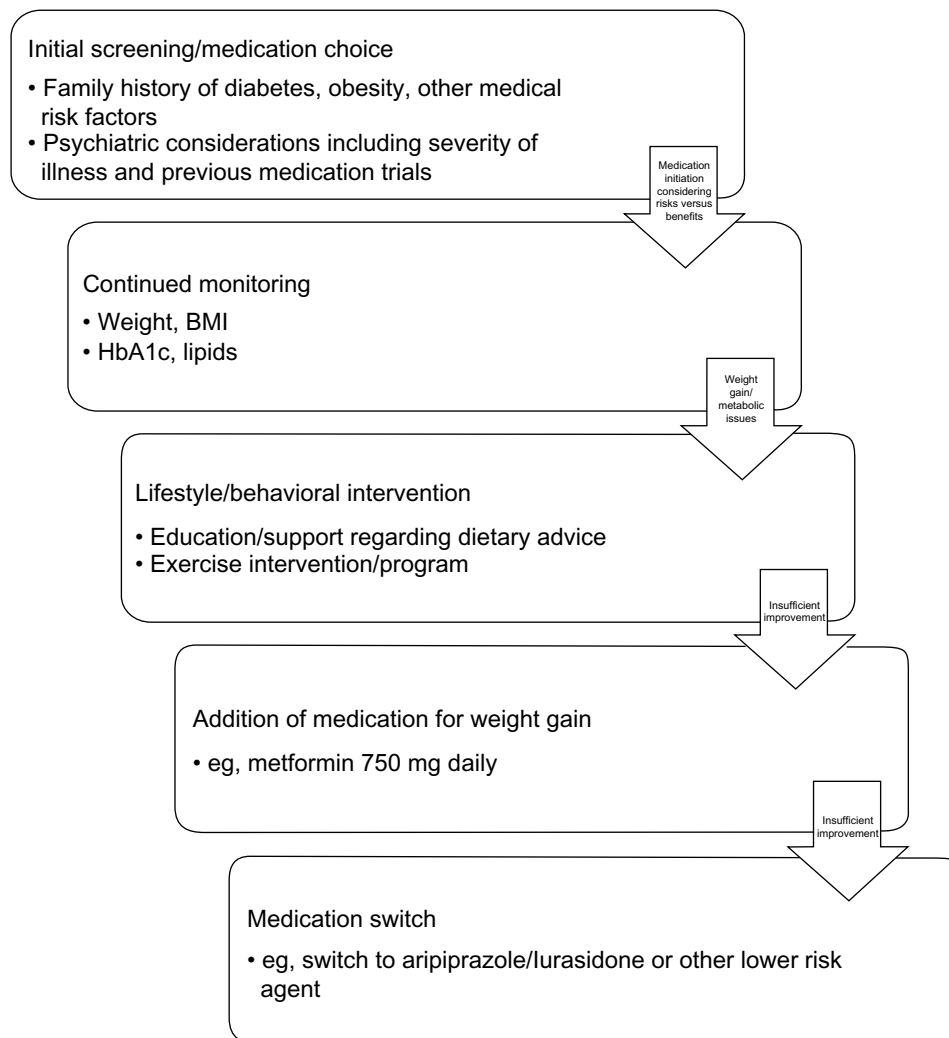 Initial screening/medication choice
• Family history of diabetes, obesity, other medical
risk factors
• Psychiatric considerations including severity of
illness and previous medication trials
Medication
initiation
considering
risks versus
benefits
Continued monitoring
• Weight, BMI
• HbA1c, lipids
Weight
gain/
metabolic
issues
Lifestyle/behavioral intervention
• Education/support regarding dietary advice
• Exercise intervention/program
Insufficient
improvement
Addition of medication for weight gain
• eg, metformin 750 mg daily
Insufficient
improvement
Medication switch
• eg, switch to aripiprazole/lurasidone or other lower risk
agent